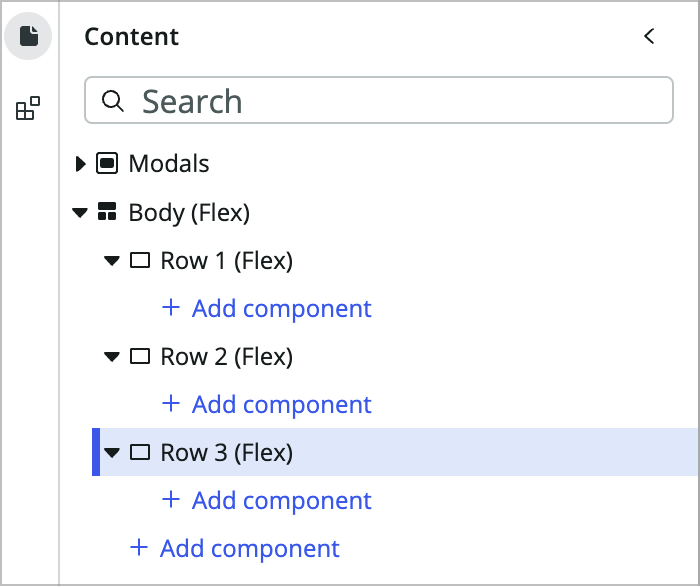 Content
Search
Modals
Body (Flex)
Row 1 (Flex)
+ Add component
Row 2 (Flex)
+ Add component
Row 3 (Flex)
+ Add component
+ Add component